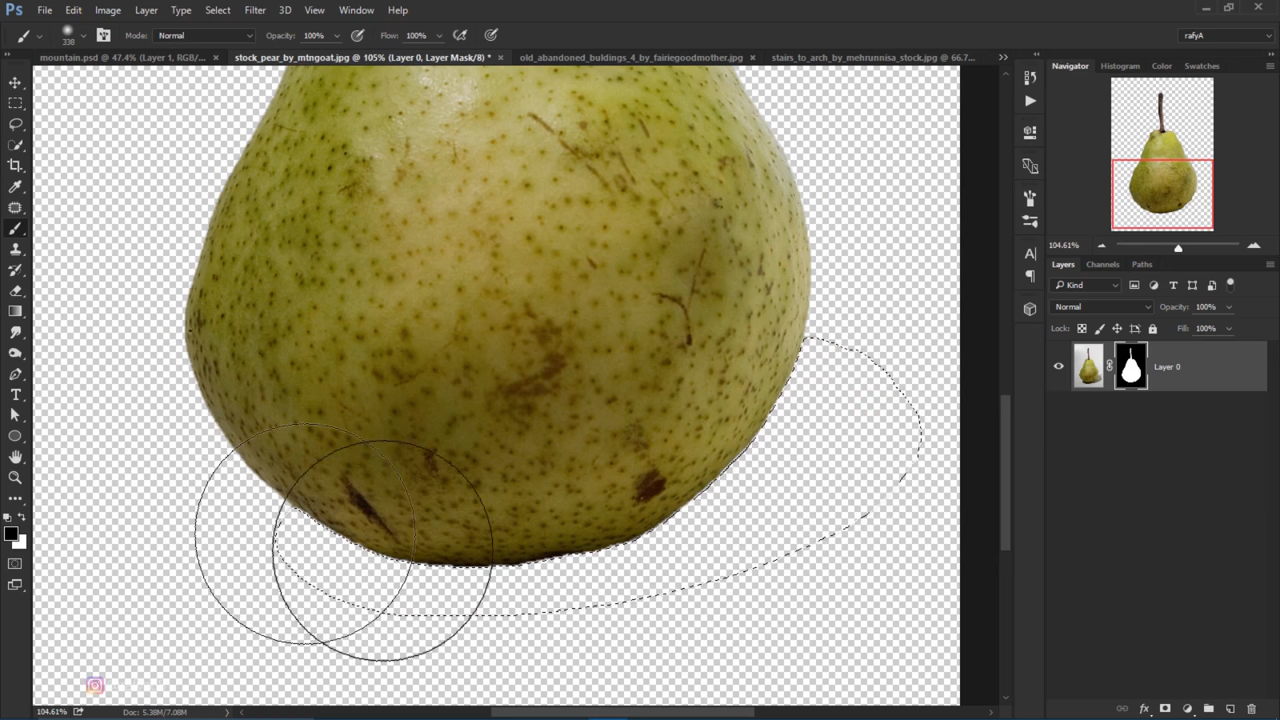 Ps File Edit Image Layer Type Select Filter 3D View Window Help
338 Mode: Normal Opacity: 100% Flow: 100% rafyA
mountain.psd @ 47.4% (Layer 1, RGB/... × stock_pear_by_mtngoat.jpg @ 105% (Layer 0, Layer Mask/8) * × old_abandoned_buldings_4_by_fairiegoodmother.jpg × stairs_to_arch_by_mehrunnisa_stock.jpg @ 66.7...
Navigator Histogram Color Swatches
104.61%
Layers Channels Paths
Kind
Normal Opacity: 100%
Lock: Fill: 100%
Layer 0
104.61% Doc: 5.38M/7.08M